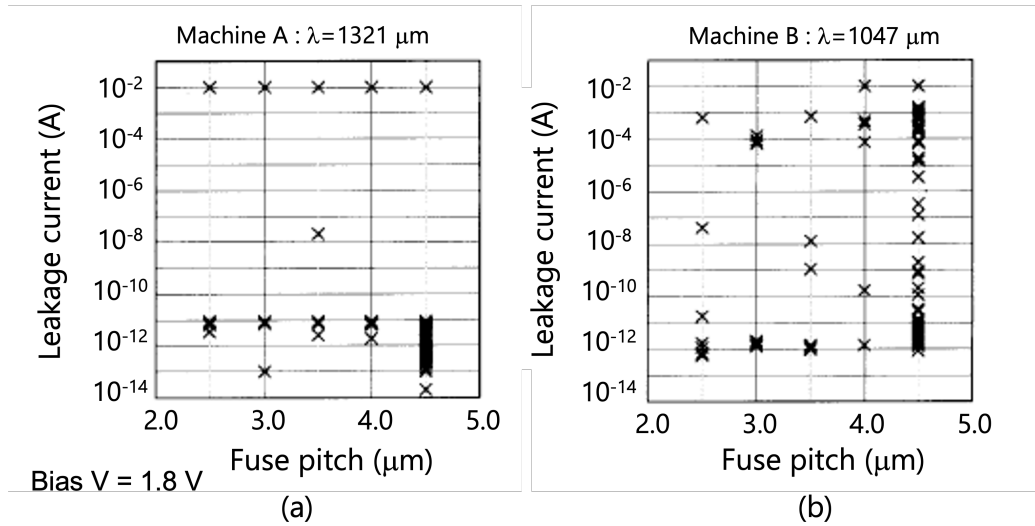 Machine A : λ=1321 μm
Leakage current (A)
10-2
10-4
10-6
10-8
10-10
10-12
10-14
2.0 3.0 4.0 5.0
Fuse pitch (μm)
Bias V = 1.8 V
(a)
Machine B : λ=1047 μm
Leakage current (A)
10-2
10-4
10-6
10-8
10-10
10-12
10-14
2.0 3.0 4.0 5.0
Fuse pitch (μm)
(b)